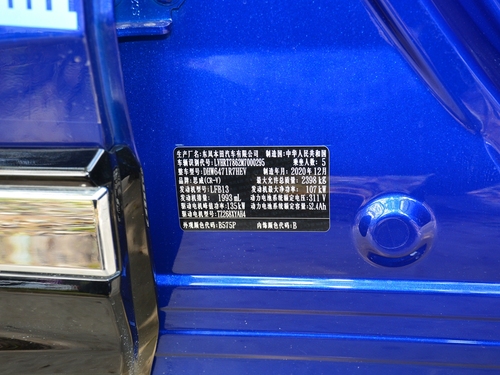 生产厂名:东风本田汽车有限公司 制造国:中华人民共和国
车辆识别代号:LVHRT7862M7000295 乘坐人数:5
整车型号:DHW6471R7HEV 制造年月:2020年12月
品牌:思威(CR-V) 最大允许总质量:2398 kg
发动机型号:LFB13 发动机最大净功率:107 kW
发动机排量:1993 mL 动力电池系统额定电压:311 V
驱动电机峰值功率:135 kW 动力电池系统额定容量:52.4Ah
驱动电机型号:
外观颜色代码:B575P 内饰颜色代码:B